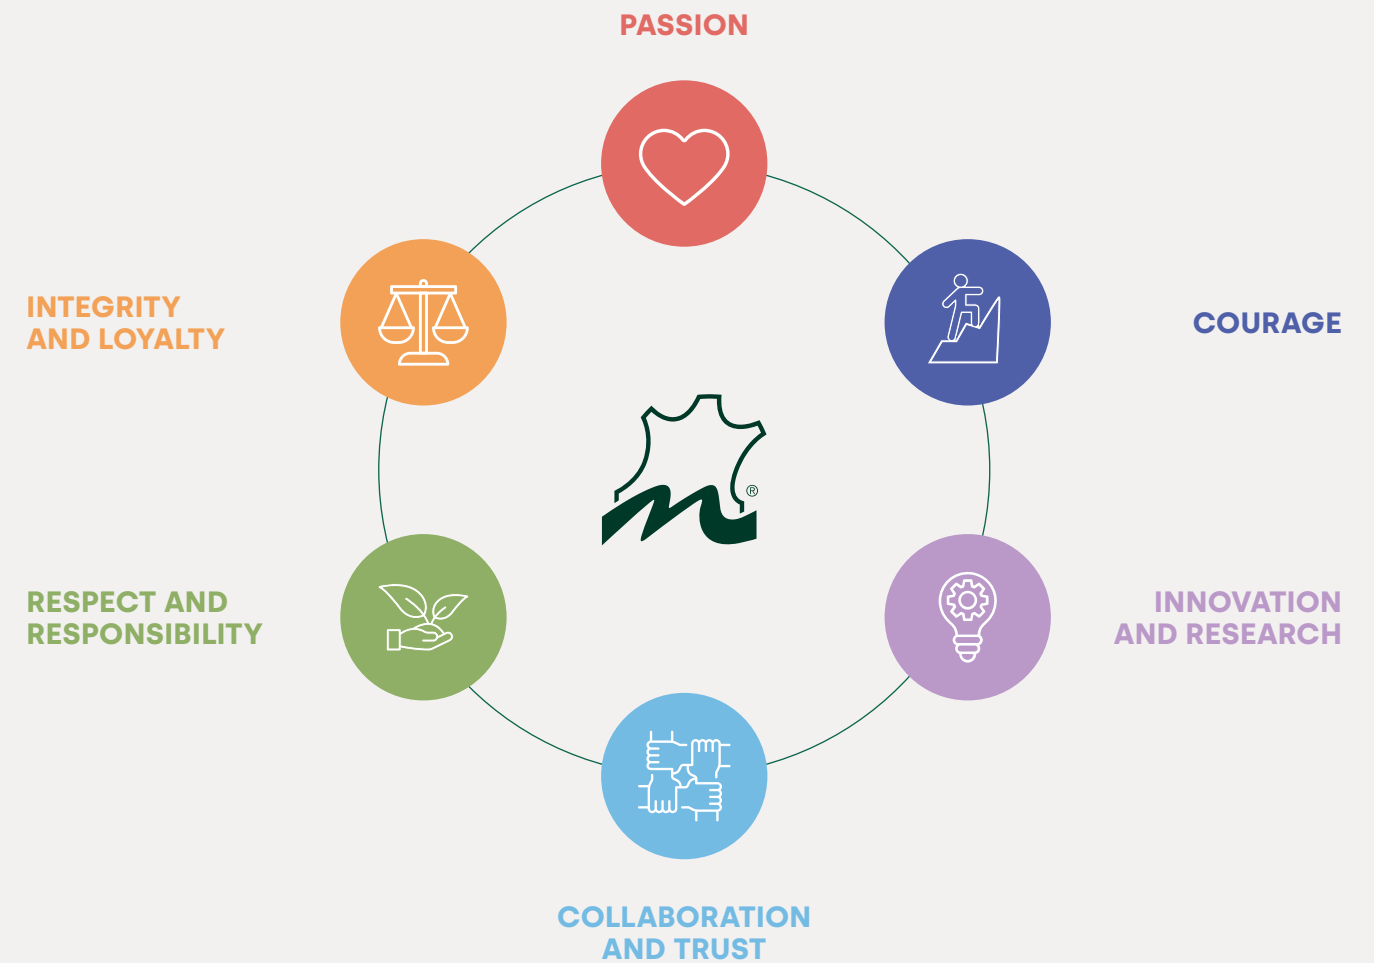 PASSION
INTEGRITY
AND LOYALTY
COURAGE
®
RESPECT AND
RESPONSIBILITY
INNOVATION
AND RESEARCH
COLLABORATION
AND TRUST